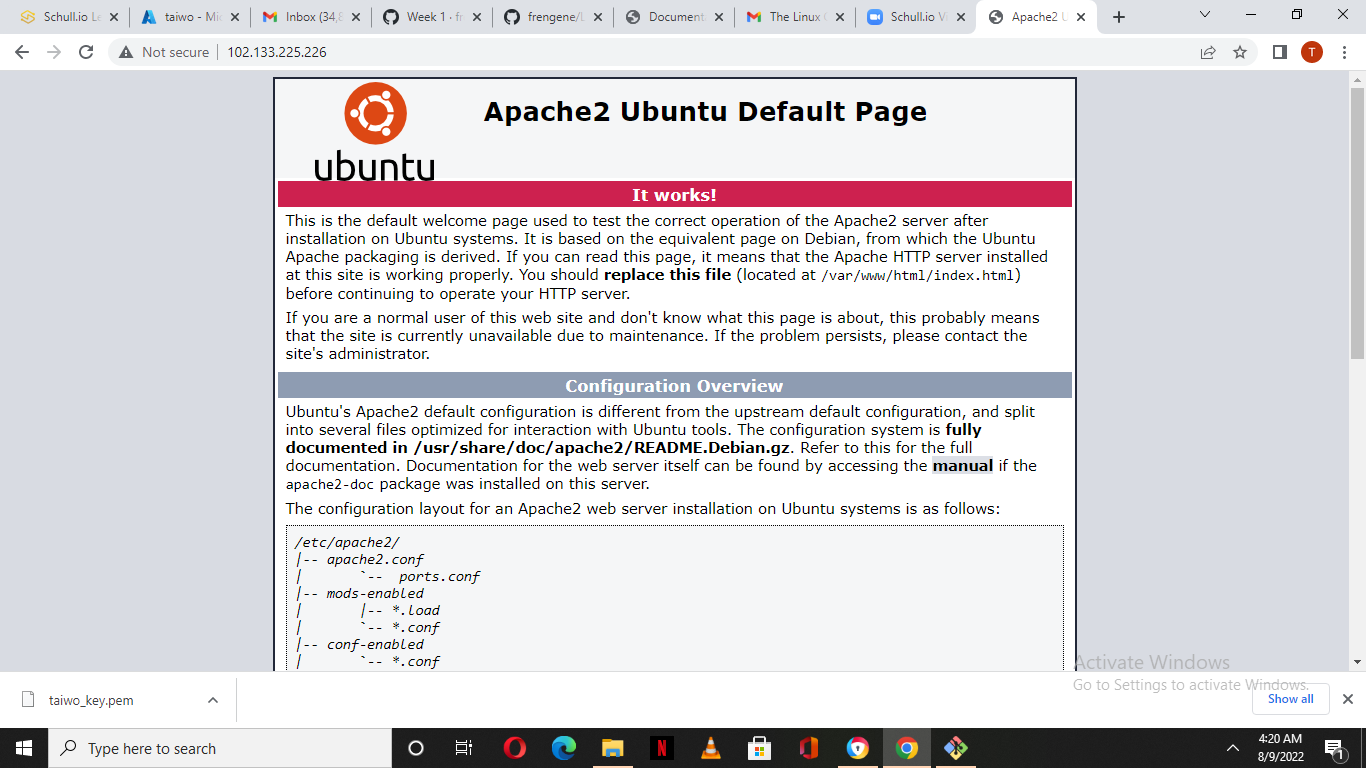 Schull.io Le
taiwo - Mi
Inbox (34,8
Week 1 · fr
frengene/L
Document
The Linux
Schull.io V
Apache2 U
Not secure
102.133.225.226
T
ubuntu
Apache2 Ubuntu Default Page
It works!
This is the default welcome page used to test the correct operation of the Apache2 server after
installation on Ubuntu systems. It is based on the equivalent page on Debian, from which the Ubuntu
Apache packaging is derived. If you can read this page, it means that the Apache HTTP server installed
at this site is working properly. You should replace this file (located at /var/www/html/index.html)
before continuing to operate your HTTP server.
If you are a normal user of this web site and don't know what this page is about, this probably means
that the site is currently unavailable due to maintenance. If the problem persists, please contact the
site's administrator.
Configuration Overview
Ubuntu's Apache2 default configuration is different from the upstream default configuration, and split
into several files optimized for interaction with Ubuntu tools. The configuration system is fully
documented in /usr/share/doc/apache2/README.Debian.gz. Refer to this for the full
documentation. Documentation for the web server itself can be found by accessing the manual if the
apache2-doc package was installed on this server.
The configuration layout for an Apache2 web server installation on Ubuntu systems is as follows:
/etc/apache2/
|-- apache2.conf
|       `--  ports.conf
|-- mods-enabled
|       |-- *.load
|       `-- *.conf
|-- conf-enabled
|       `-- *.conf
Activate Windows
Go to Settings to activate Windows.
taiwo_key.pem
Show all
Type here to search
N
4:20 AM
8/9/2022
1